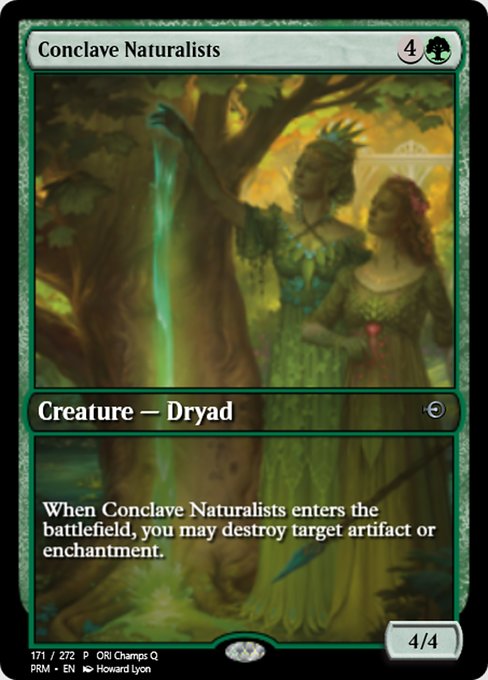 Conclave Naturalists 4
Creature — Dryad
When Conclave Naturalists enters the
battlefield, you may destroy target artifact or
enchantment.
4/4
171 / 272 P ORI Champs Q
PRM • EN Howard Lyon